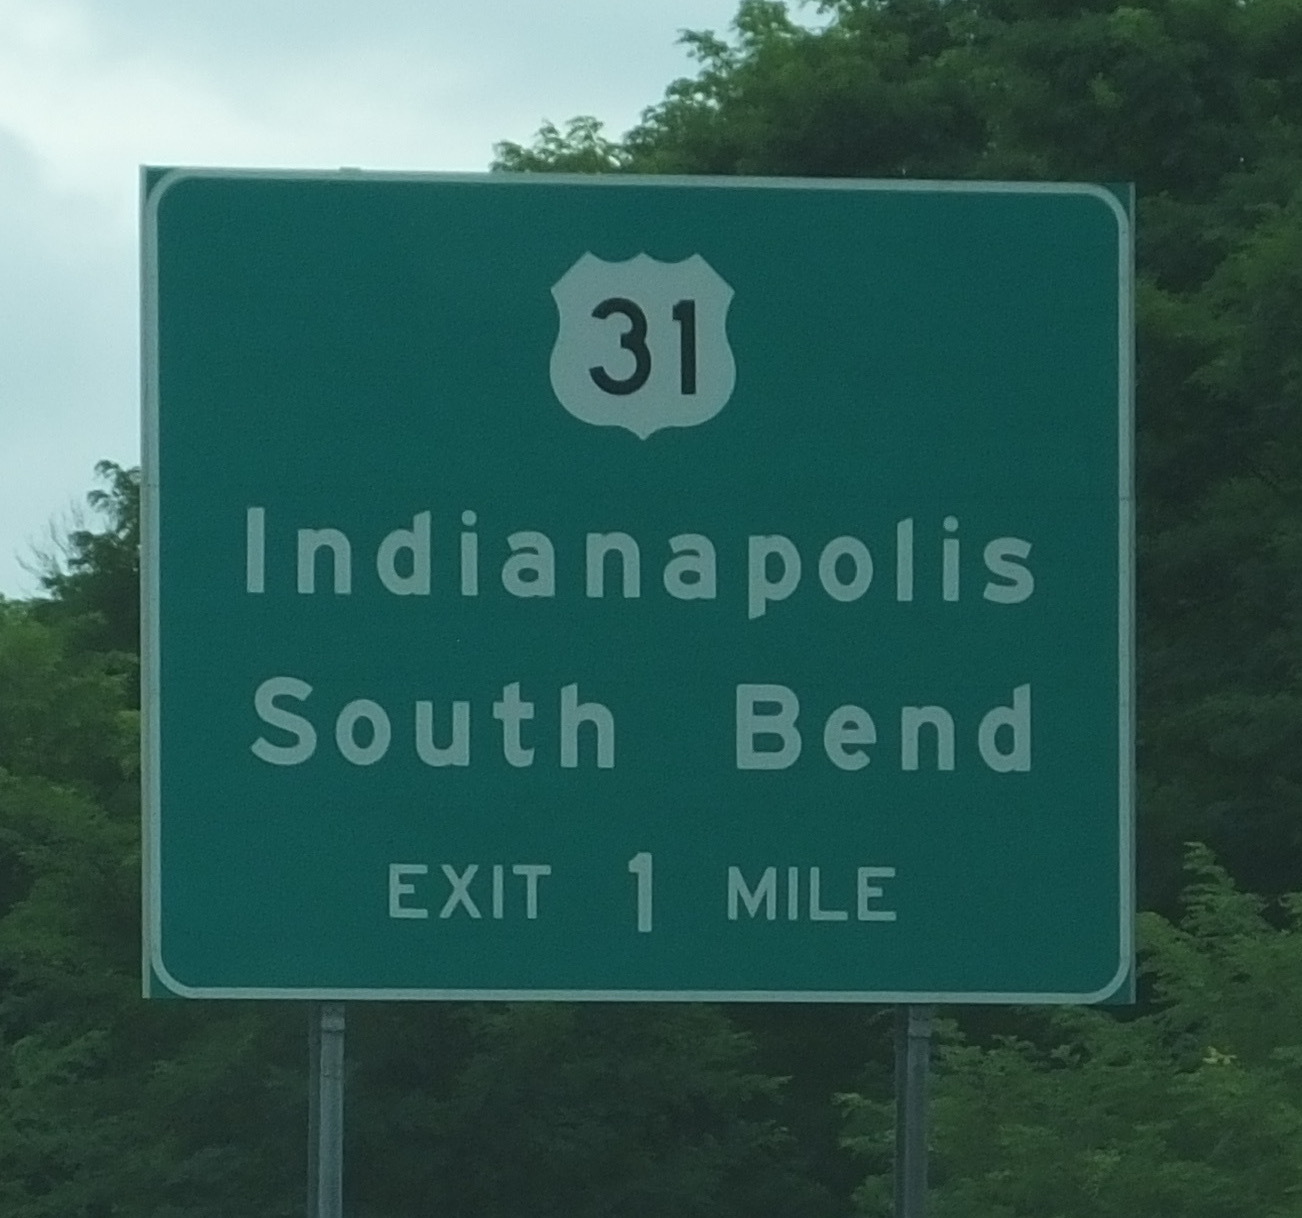 31
Indianapolis
South Bend
EXIT 1 MILE